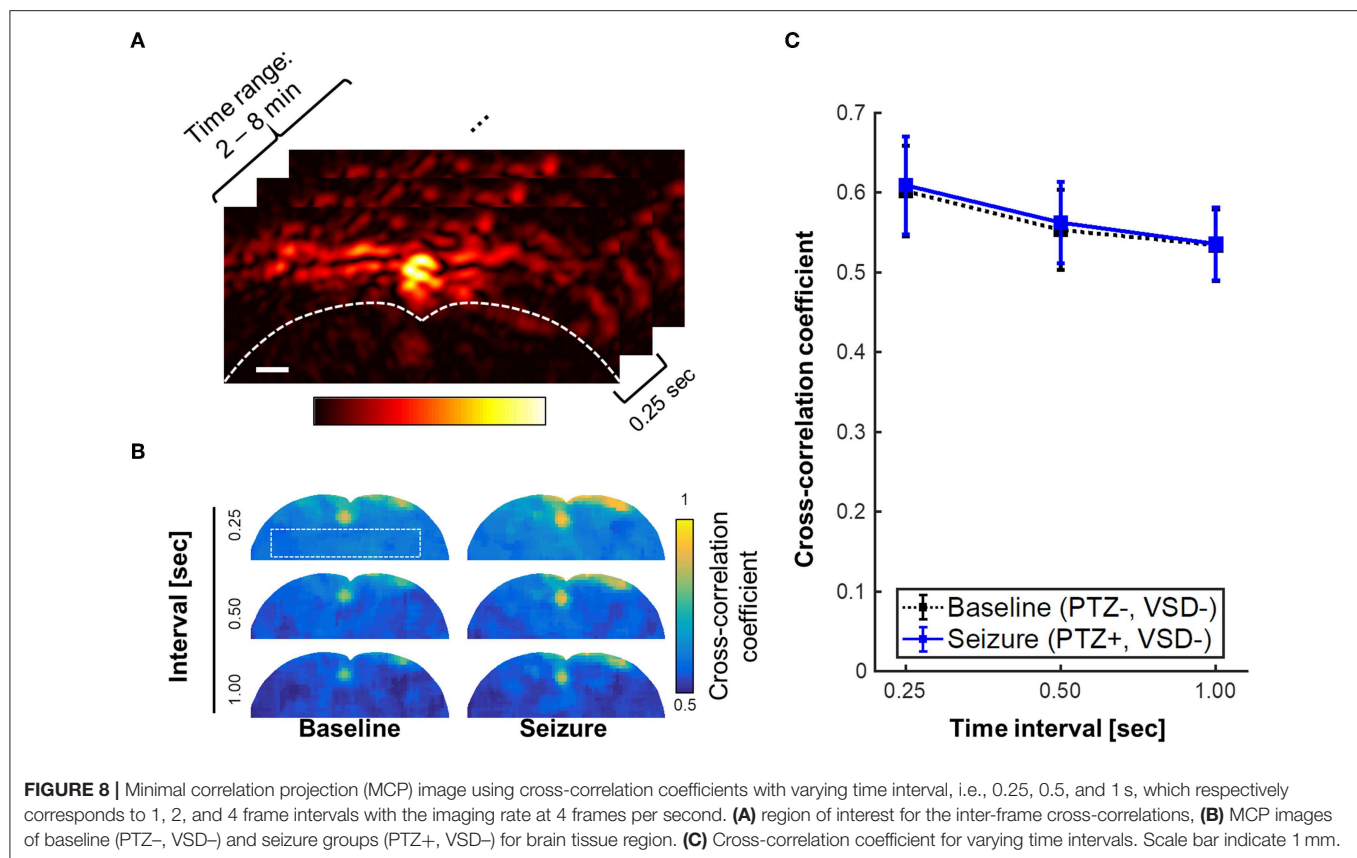 A
Time range:
2 – 8 min
...
0.25 sec
B
Interval [sec]
0.25
0.50
1.00
Baseline
Seizure
1
0.5
Cross-correlation
coefficient
C
Cross-correlation coefficient
0.7
0.6
0.5
0.4
0.3
0.2
0.1
0
Baseline (PTZ-, VSD-)
Seizure (PTZ+, VSD-)
0.25
0.50
1.00
Time interval [sec]
FIGURE 8 | Minimal correlation projection (MCP) image using cross-correlation coefficients with varying time interval, i.e., 0.25, 0.5, and 1 s, which respectively
corresponds to 1, 2, and 4 frame intervals with the imaging rate at 4 frames per second. (A) region of interest for the inter-frame cross-correlations, (B) MCP images
of baseline (PTZ–, VSD–) and seizure groups (PTZ+, VSD–) for brain tissue region. (C) Cross-correlation coefficient for varying time intervals. Scale bar indicate 1 mm.